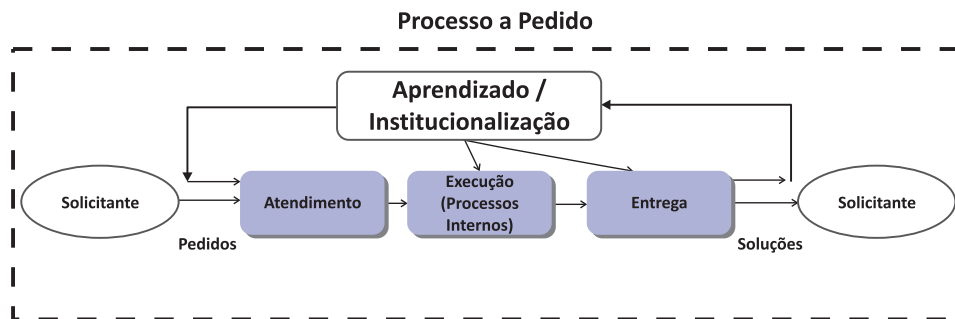 Processo a Pedido
Aprendizado /
Institucionalização
Solicitante
Pedidos
Atendimento
Execução
(Processos
Internos)
Entrega
Soluções
Solicitante